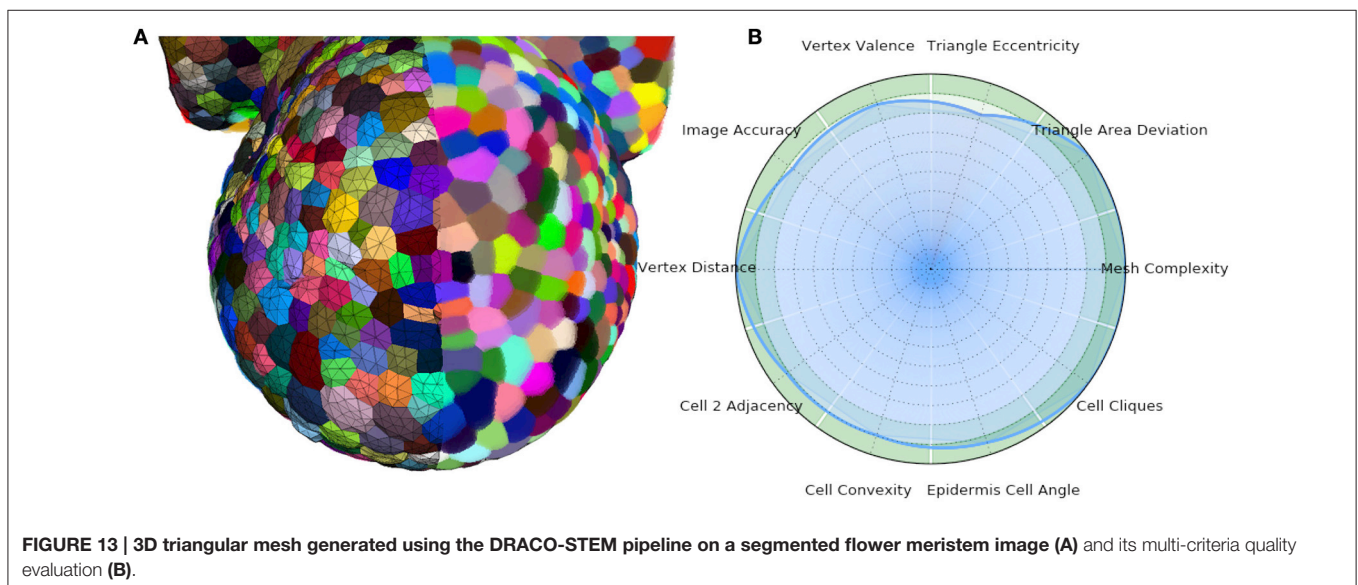 A
B
Vertex Valence
Triangle Eccentricity
Image Accuracy
Triangle Area Deviation
Vertex Distance
Mesh Complexity
Cell 2 Adjacency
Cell Cliques
Cell Convexity
Epidermis Cell Angle
FIGURE 13 | 3D triangular mesh generated using the DRACO-STEM pipeline on a segmented flower meristem image (A) and its multi-criteria quality
evaluation (B).